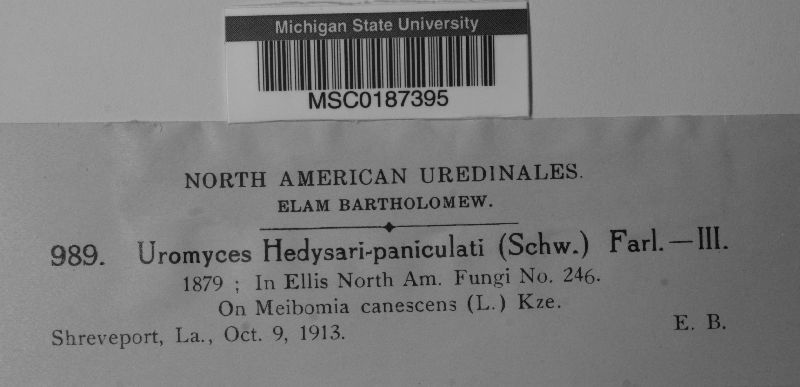 Michigan State University
MSC0187395
NORTH AMERICAN UREDINALES.
ELAM BARTHOLOMEW.
989. Uromyces Hedysari-paniculati (Schw.) Farl.—III.
1879 ; In Ellis North Am. Fungi No. 246.
On Meibomia canescens (L.) Kze.
Shreveport, La., Oct. 9, 1913. E. B.